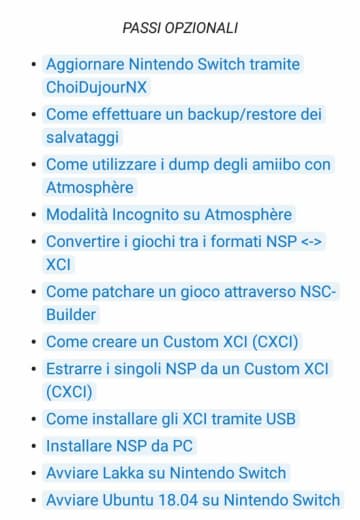 PASSI OPZIONALI
• Aggiornare Nintendo Switch tramite
ChoiDujourNX
• Come effettuare un backup/restore dei
salvataggi
• Come utilizzare i dump degli amiibo con
Atmosphère
• Modalità Incognito su Atmosphère
• Convertire i giochi tra i formati NSP <->
XCI
• Come patchare un gioco attraverso NSC-
Builder
• Come creare un Custom XCI (CXCI)
• Estrarre i singoli NSP da un Custom XCI
(CXCI)
• Come installare gli XCI tramite USB
• Installare NSP da PC
• Avviare Lakka su Nintendo Switch
• Avviare Ubuntu 18.04 su Nintendo Switch